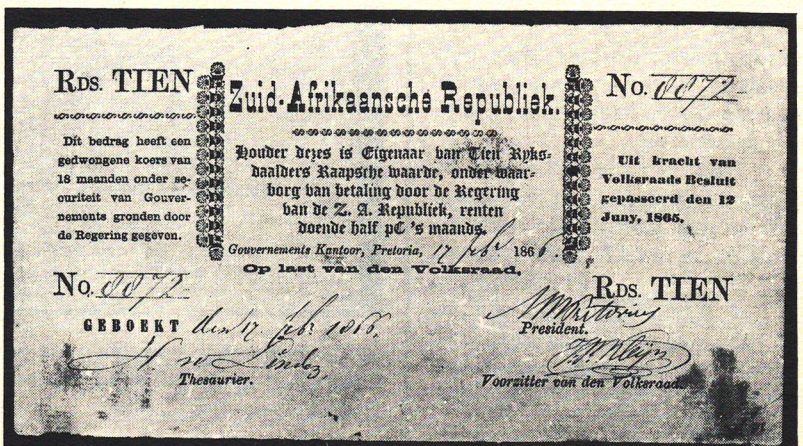 RDS. TIEN
Dit bedrag heeft een
gedwongene koers van
18 maanden onder se-
curiteit van Gouver-
nements gronden door
de Regering gegeven.
No. 8872
Zuid-Afrikaansche Republiek.
Houder dezes is Eigenaar van Tien Ryks-
daalders Kaapsche waarde, onder waar-
borg van betaling door de Regering
van de Z. A. Republiek, renten
doende half pC 's maands.
Gouvernements Kantoor, Pretoria, 17 feb. 1866.
Op last van den Volksraad,
No. 8872
Uit kracht van
Volksraads Besluit
gepasseerd den 12
Juny, 1865.
RDS. TIEN
GEBOEKT den 17 feb. 1866.
Thesaurier.
MWPretorius
President.
Voorzitter van den Volksraad.